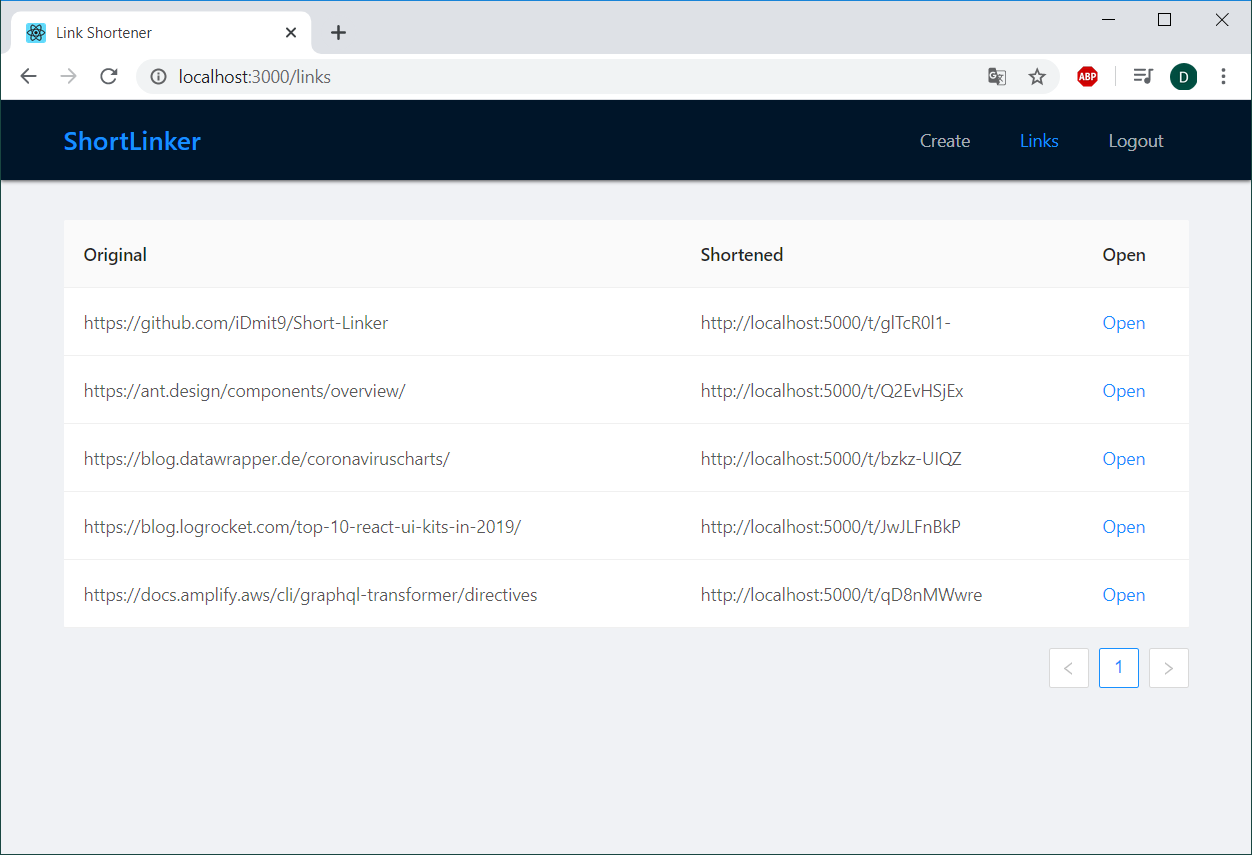 Link Shortener
localhost:3000/links
ABP
D
ShortLinker Create Links Logout
Original Shortened Open
https://github.com/iDmit9/Short-Linker http://localhost:5000/t/glTcR0l1- Open
https://ant.design/components/overview/ http://localhost:5000/t/Q2EvHSjEx Open
https://blog.datawrapper.de/coronaviruscharts/ http://localhost:5000/t/bzkz-UIQZ Open
https://blog.logrocket.com/top-10-react-ui-kits-in-2019/ http://localhost:5000/t/JwJLFnBkP Open
https://docs.amplify.aws/cli/graphql-transformer/directives http://localhost:5000/t/qD8nMWwre Open
< 1 >